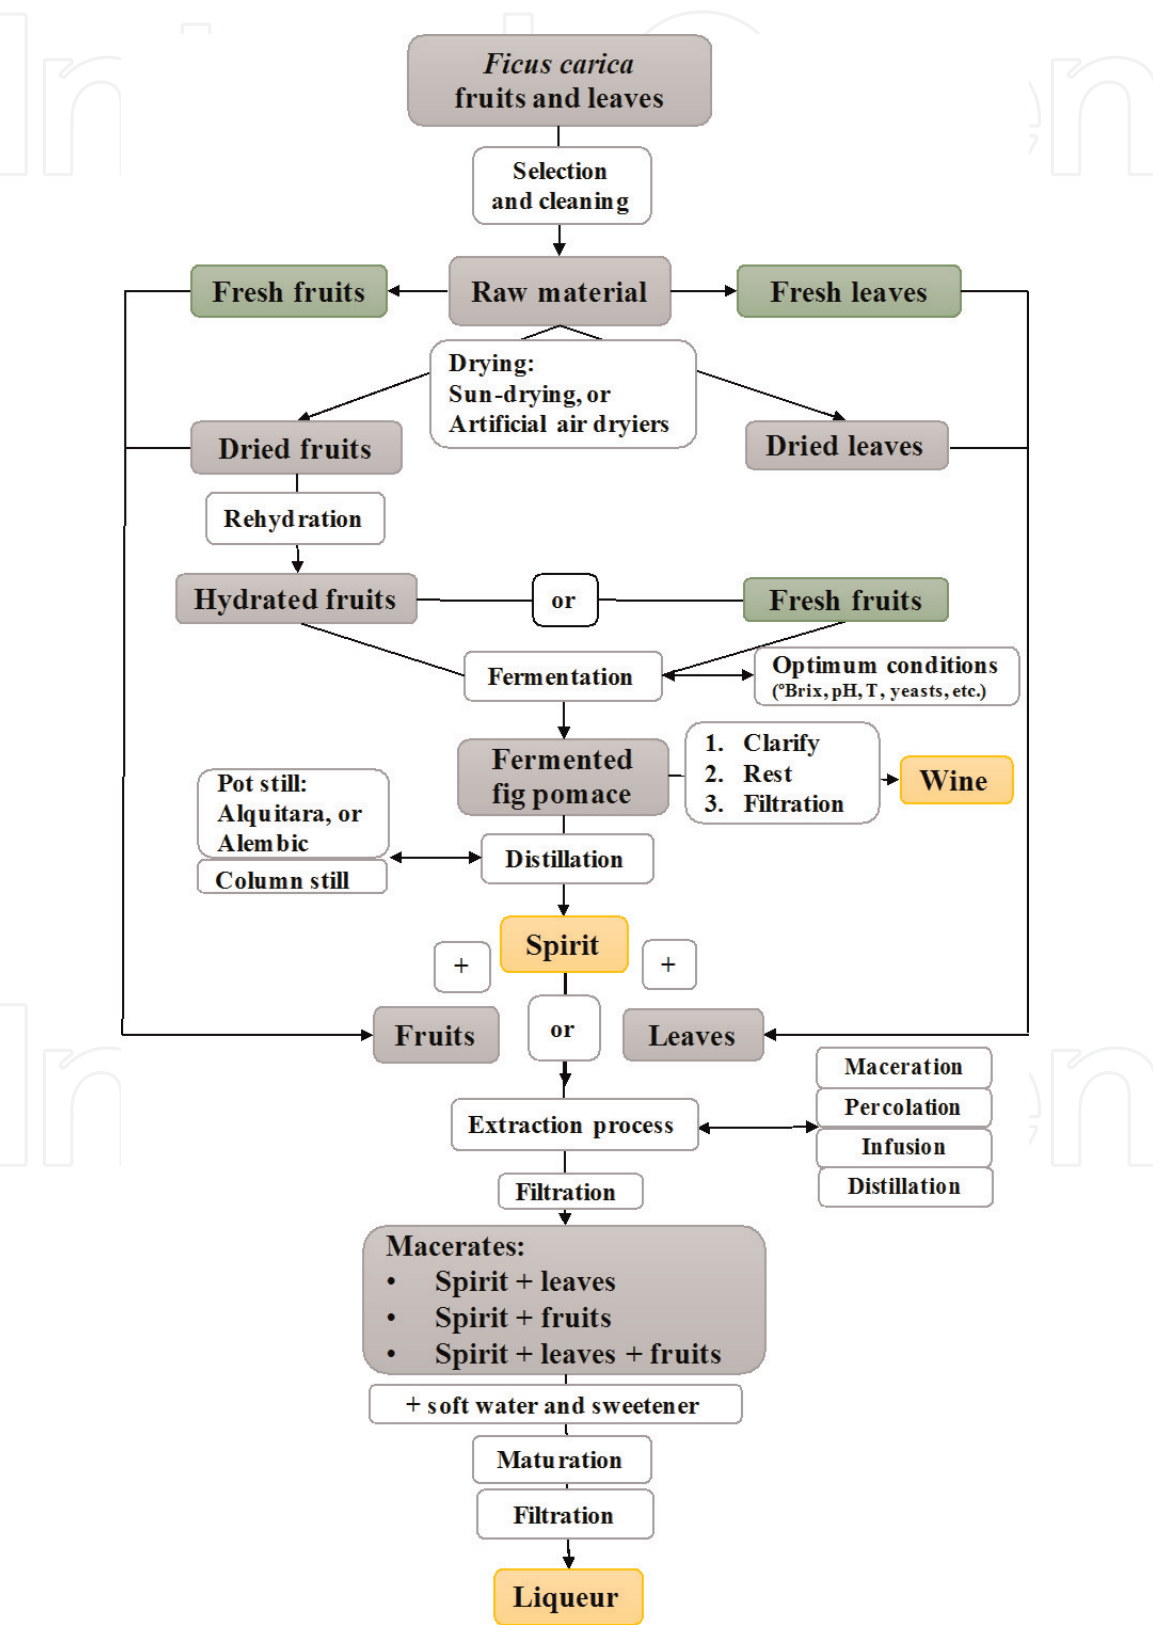 Ficus carica
fruits and leaves
Selection
and cleaning
Fresh fruits
Raw material
Fresh leaves
Drying:
Sun-drying, or
Artificial air dryiers
Dried fruits
Dried leaves
Rehydration
Hydrated fruits
or
Fresh fruits
Fermentation
Optimum conditions
(°Brix, pH, T, yeasts, etc.)
Fermented
fig pomace
1. Clarify
2. Rest
3. Filtration
Wine
Pot still:
Alquitara, or
Alembic
Column still
Distillation
Spirit
+
+
Fruits
or
Leaves
Extraction process
Maceration
Percolation
Infusion
Distillation
Filtration
Macerates:
• Spirit + leaves
• Spirit + fruits
• Spirit + leaves + fruits
+ soft water and sweetener
Maturation
Filtration
Liqueur